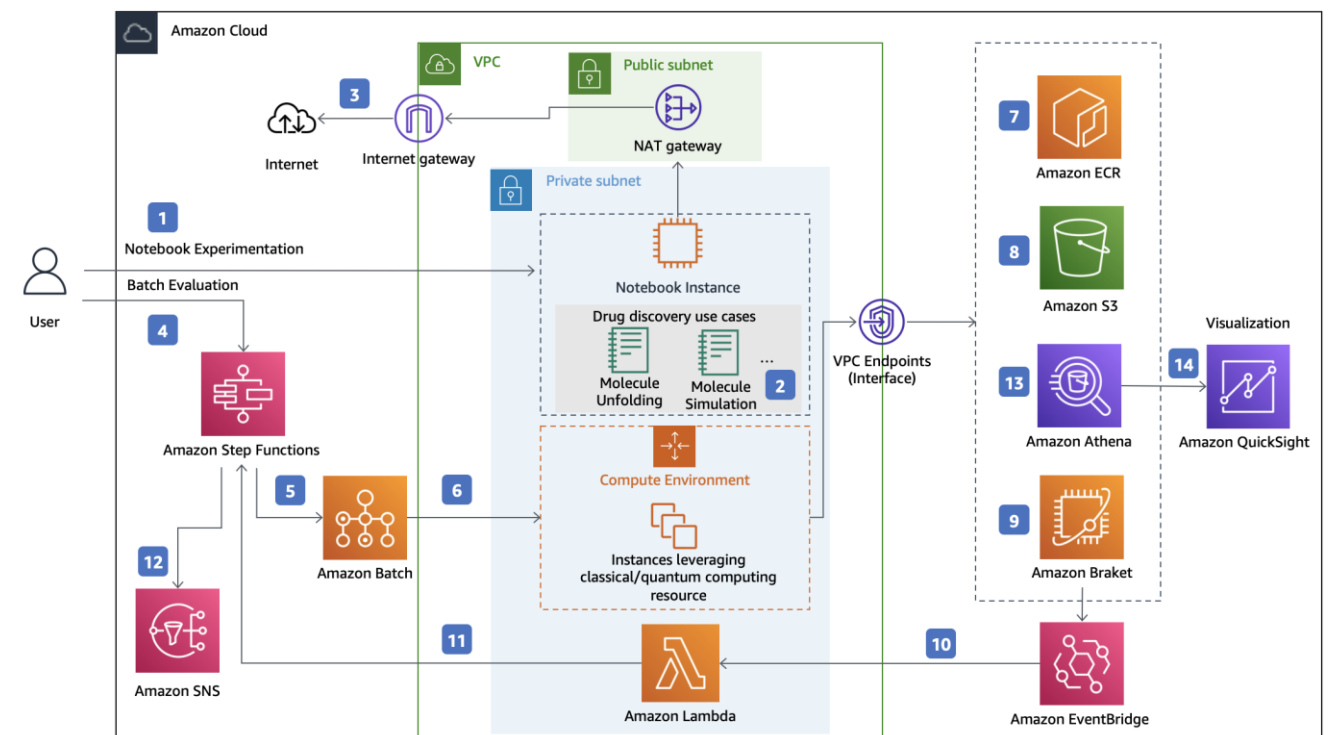 Amazon Cloud
VPC
Public subnet
3
7
Internet
Internet gateway
NAT gateway
Amazon ECR
Private subnet
1
Notebook Experimentation
8
Batch Evaluation
Notebook Instance
Amazon S3
User
4
Drug discovery use cases
Visualization
VPC Endpoints
(Interface)
...
2
Molecule
Unfolding
Molecule
Simulation
13
14
Amazon Step Functions
Amazon Athena
Amazon QuickSight
5
6
Compute Environment
9
12
Amazon Batch
Instances leveraging
classical/quantum computing
resource
Amazon Braket
11
10
Amazon SNS
Amazon Lambda
Amazon EventBridge